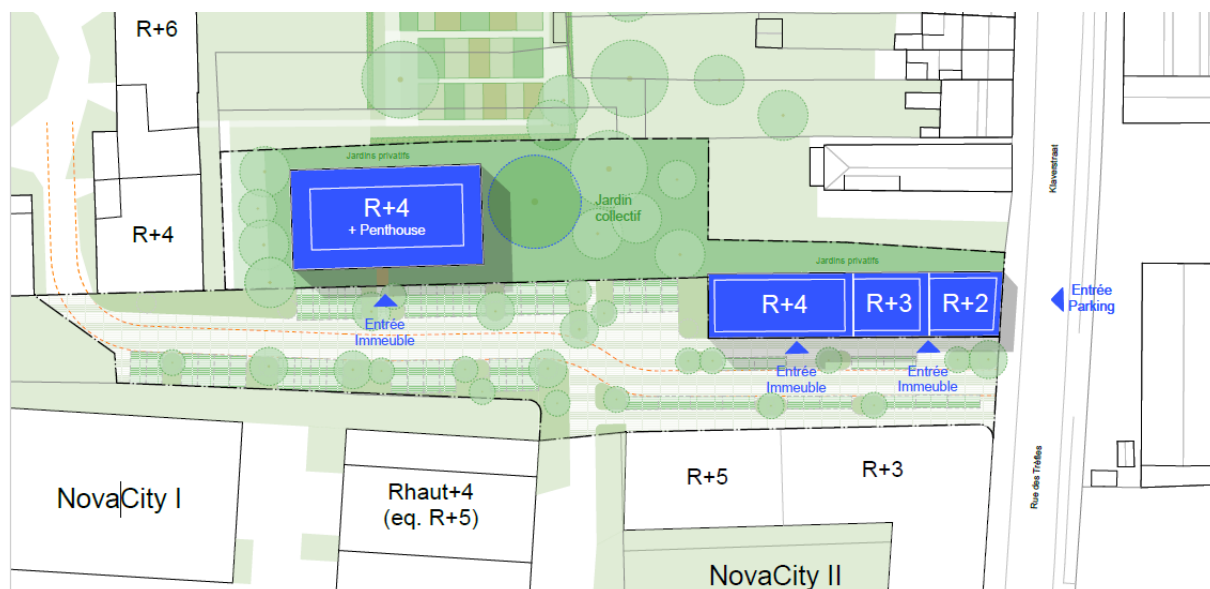 R+6
Jardins privatifs
R+4
+ Penthouse
Jardin
collectif
R+4
Klaverstraat
Jardins privatifs
R+4
R+3
R+2
Entrée
Parking
Entrée
Immeuble
Entrée
Immeuble
Entrée
Immeuble
NovaCity I
Rhaut+4
(eq. R+5)
R+5
R+3
Rue des Trèfles
NovaCity II